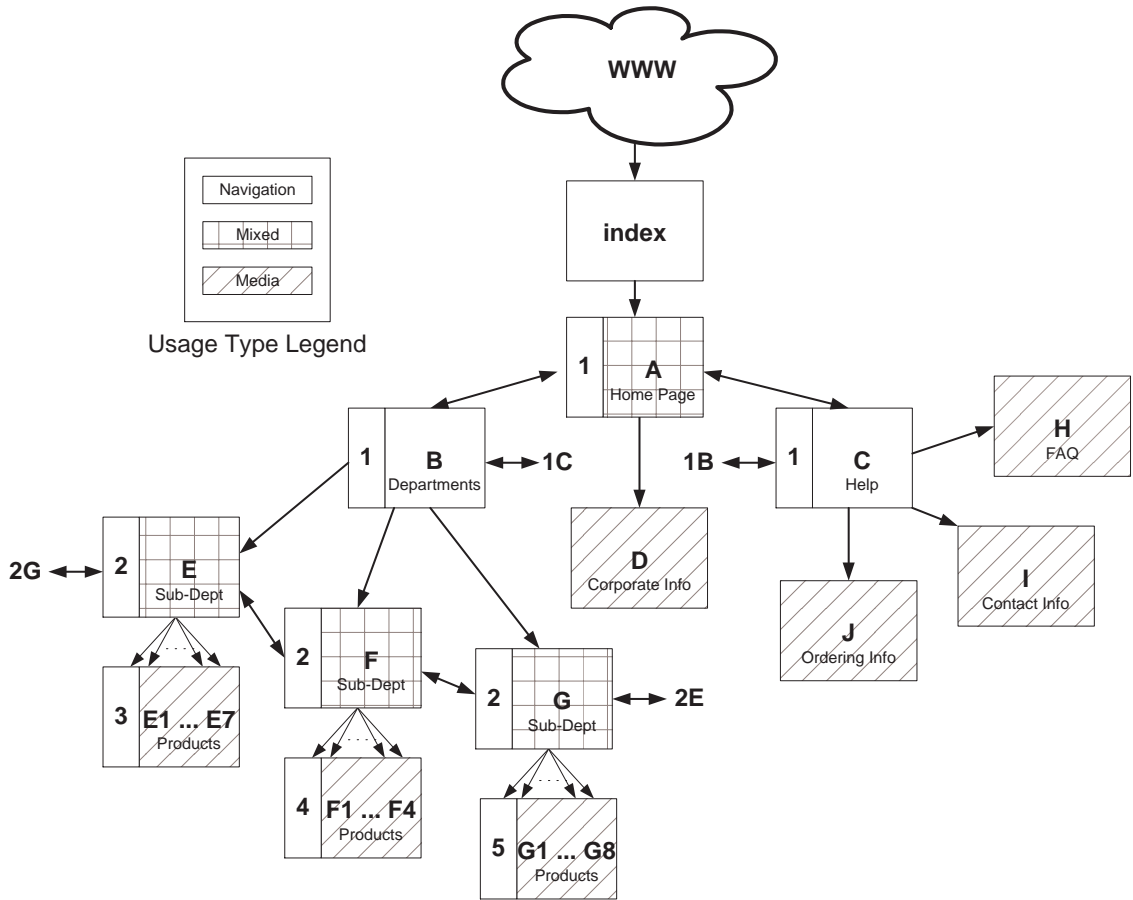 WWW
Navigation
Mixed
Media
Usage Type Legend
index
1
A
Home Page
1
B
Departments
1C
1B
1
C
Help
H
FAQ
D
Corporate Info
I
Contact Info
J
Ordering Info
2G
2
E
Sub-Dept
2
F
Sub-Dept
2
G
Sub-Dept
2E
. . .
3
E1 ... E7
Products
. . .
4
F1 ... F4
Products
. . .
5
G1 ... G8
Products